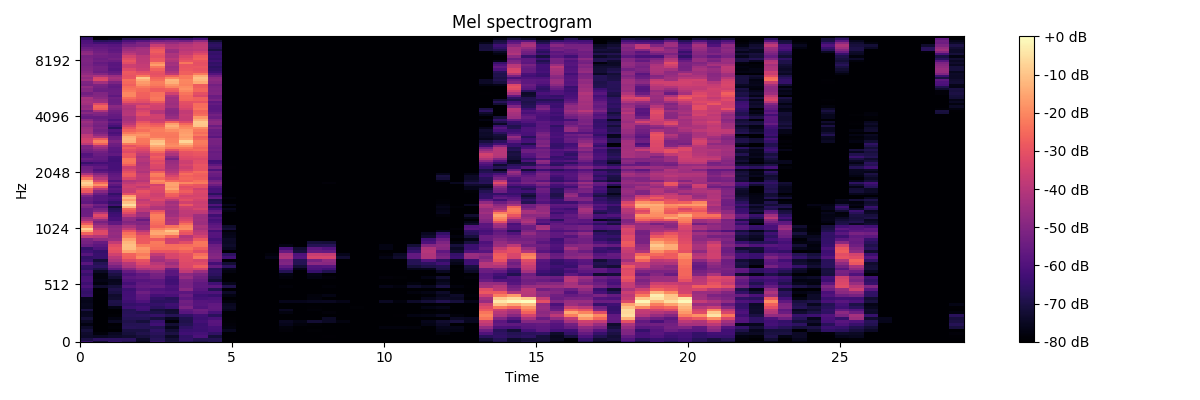 Mel spectrogram
Hz
8192
4096
2048
1024
512
0
0 5 10 15 20 25
Time
+0 dB
-10 dB
-20 dB
-30 dB
-40 dB
-50 dB
-60 dB
-70 dB
-80 dB